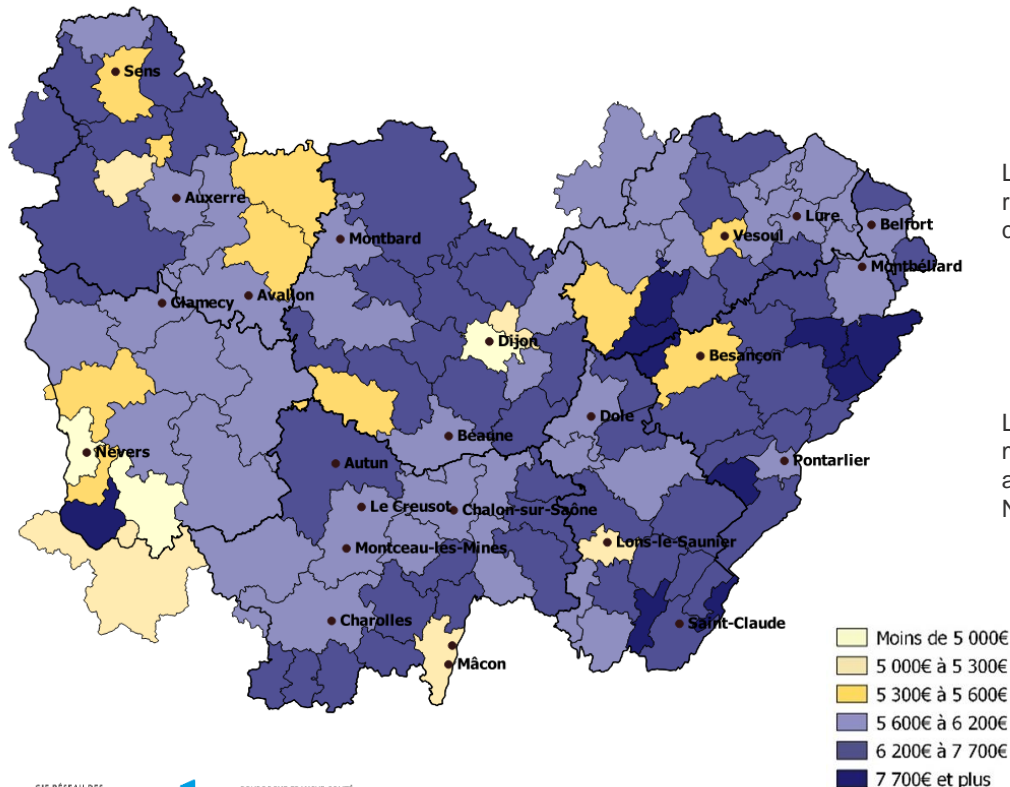 Sens
Auxerre
Montbard
Lure
Belfort
Vesoul
Montbéliard
Clamecy
Avallon
Dijon
Besançon
Dole
Beaune
Nevers
Autun
Pontarlier
Le Creusot
Chalon-sur-Saône
Montceau-les-Mines
Lons-le-Saunier
Charolles
Saint-Claude
Mâcon
Moins de 5 000€
5 000€ à 5 300€
5 300€ à 5 600€
5 600€ à 6 200€
6 200€ à 7 700€
7 700€ et plus